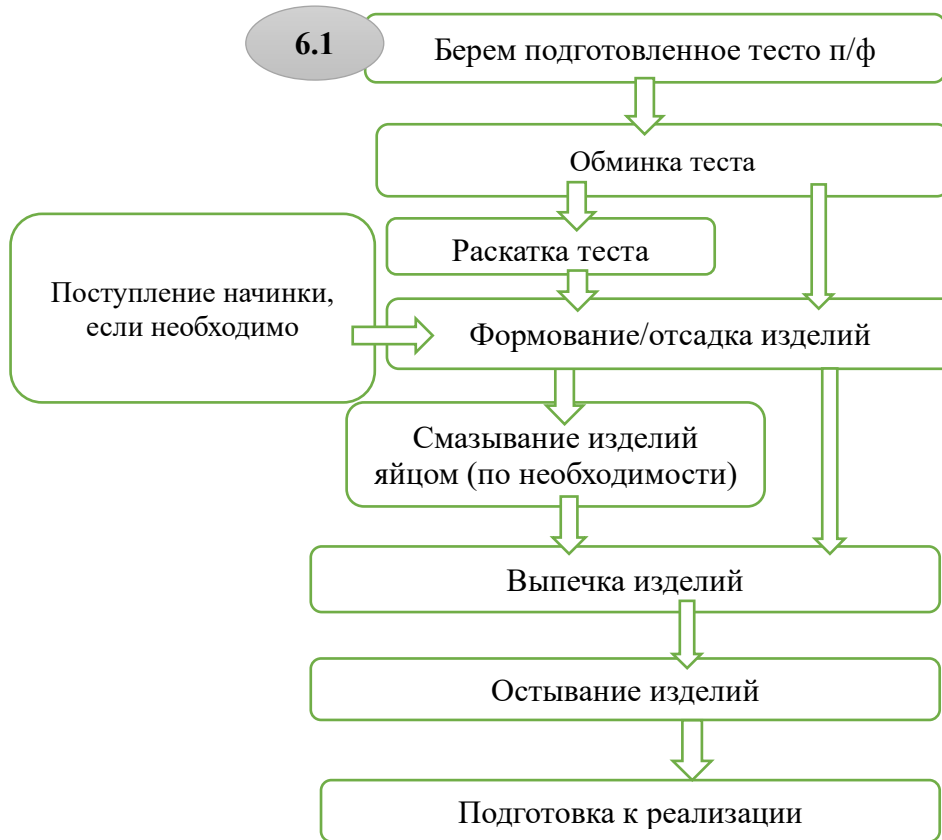 6.1
Берем подготовленное тесто п/ф
Обминка теста
Раскатка теста
Поступление начинки,
если необходимо
Формование/отсадка изделий
Смазывание изделий
яйцом (по необходимости)
Выпечка изделий
Остывание изделий
Подготовка к реализации